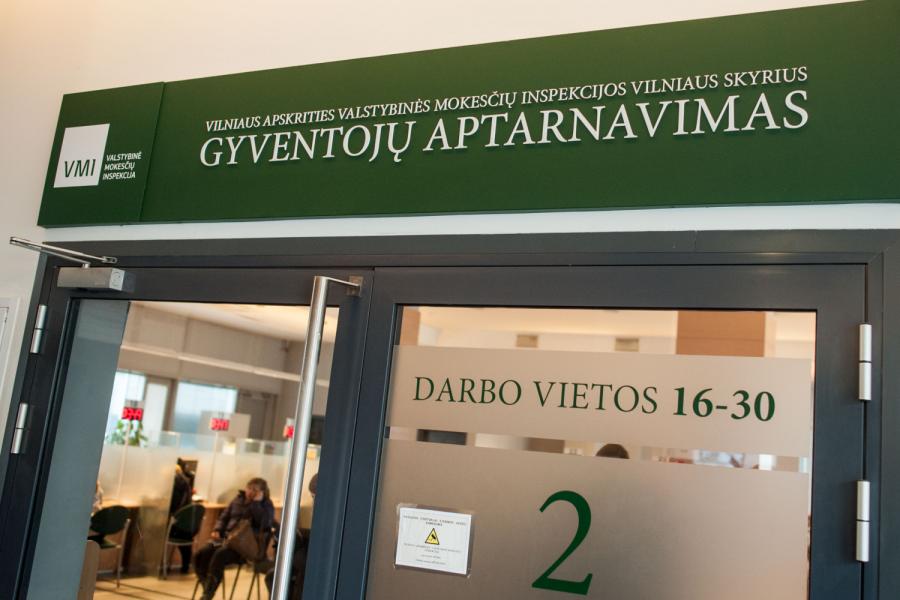 VILNIAUS APSKRITIES VALSTYBINĖS MOKESČIŲ INSPEKCIJOS VILNIAUS SKYRIUS
GYVENTOJŲ APTARNAVIMAS
VMI
VALSTYBINĖ
MOKESČIŲ
INSPEKCIJA
DARBO VIETOS 16-30
2